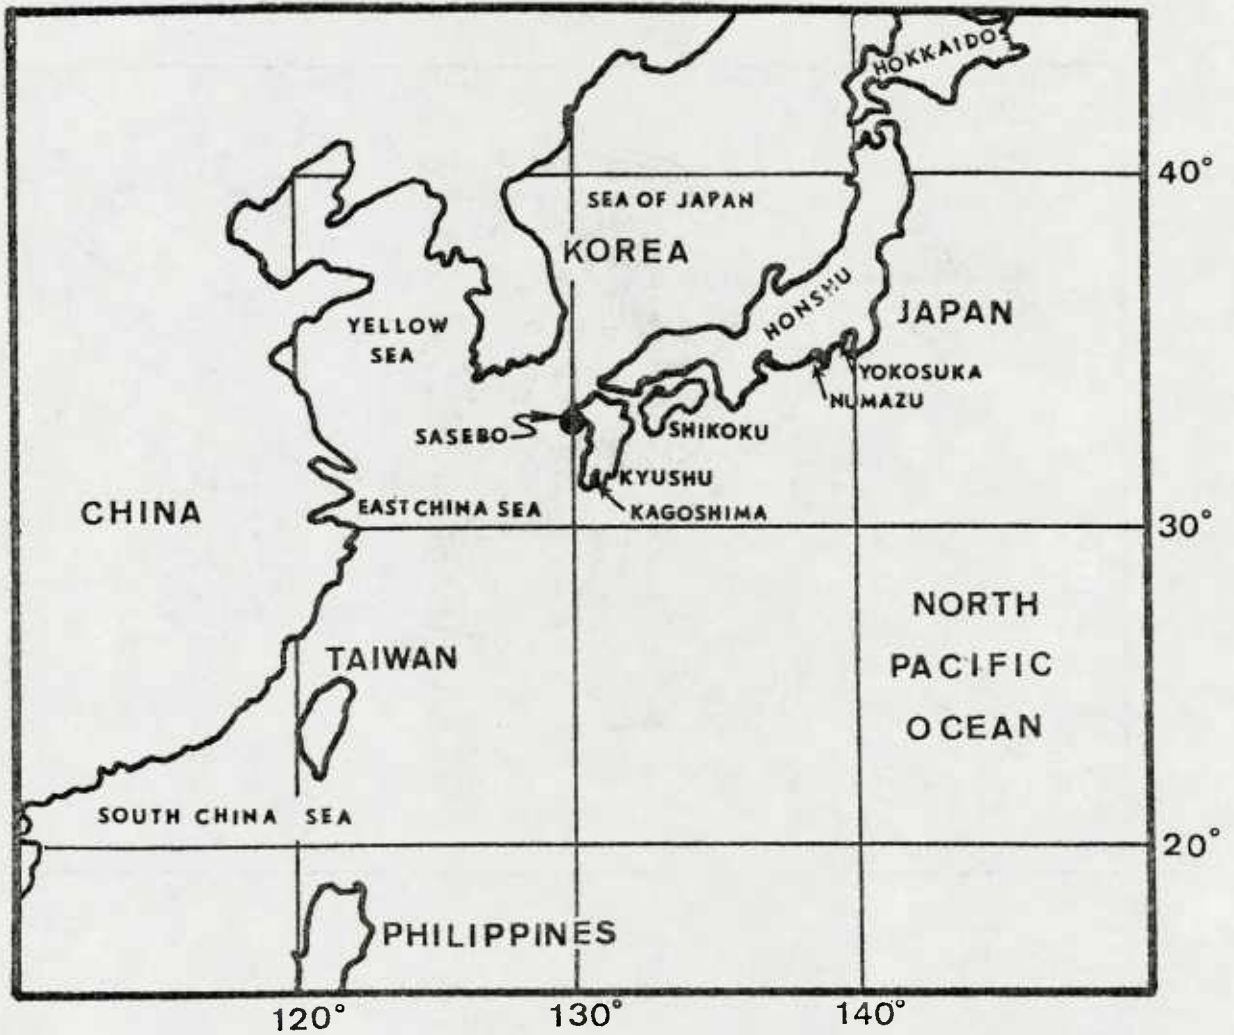 HOKKAIDO
40°
SEA OF JAPAN
KOREA
HONSHU
JAPAN
YELLOW
SEA
YOKOSUKA
NUMAZU
SASEBO
SHIKOKU
KYUSHU
CHINA
EAST CHINA SEA
KAGOSHIMA
30°
NORTH
PACIFIC
OCEAN
TAIWAN
SOUTH CHINA SEA
20°
PHILIPPINES
120° 130° 140°